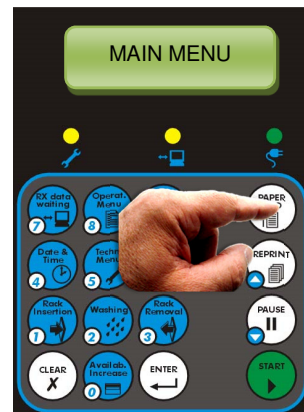 MAIN MENU
RX data
waiting
7
Operat.
Menu
8
PAPER
Date &
Time
4
Techn
Menu
5
REPRINT
Rack
Insertion
1
Washing
2
Rack
Removal
3
PAUSE
CLEAR
X
Availab.
Increase
0
ENTER
START